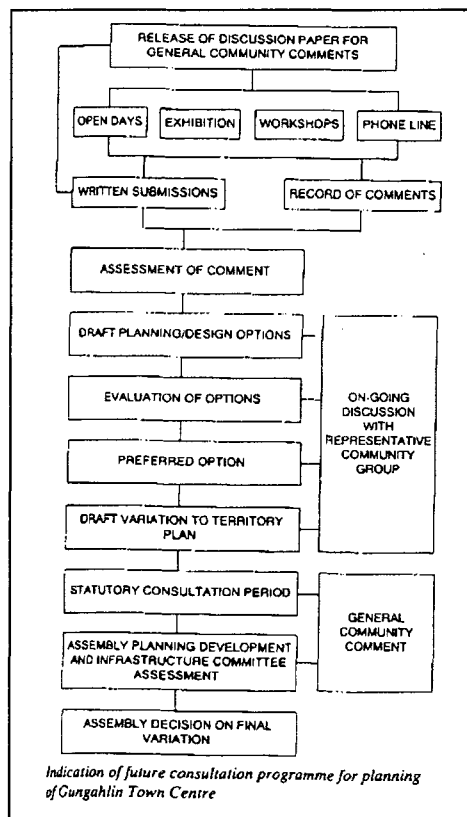 RELEASE OF DISCUSSION PAPER FOR
GENERAL COMMUNITY COMMENTS
OPEN DAYS
EXHIBITION
WORKSHOPS
PHONE LINE
WRITTEN SUBMISSIONS
RECORD OF COMMENTS
ASSESSMENT OF COMMENT
DRAFT PLANNING/DESIGN OPTIONS
EVALUATION OF OPTIONS
PREFERRED OPTION
DRAFT VARIATION TO TERRITORY
PLAN
ON-GOING
DISCUSSION
WITH
REPRESENTATIVE
COMMUNITY
GROUP
STATUTORY CONSULTATION PERIOD
ASSEMBLY PLANNING DEVELOPMENT
AND INFRASTRUCTURE COMMITTEE
ASSESSMENT
GENERAL
COMMUNITY
COMMENT
ASSEMBLY DECISION ON FINAL
VARIATION
Indication of future consultation programme for planning
of Gungahlin Town Centre